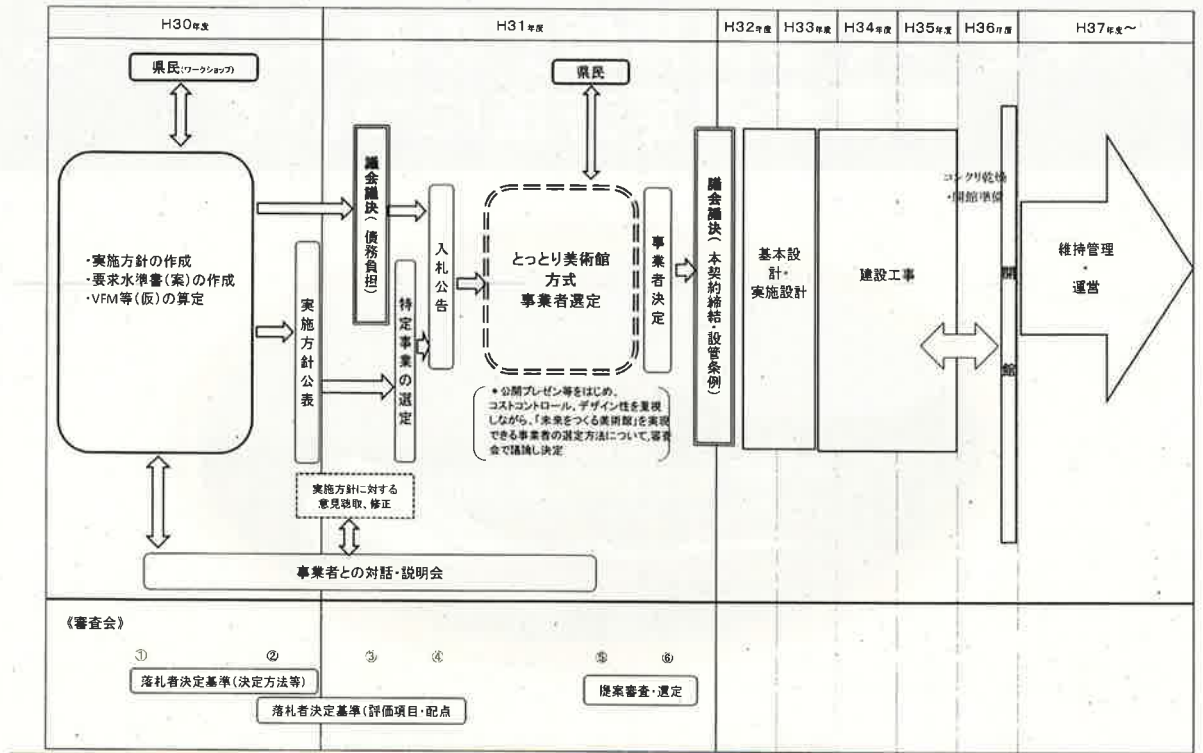 H30年度
H31年度
H32年度
H33年度
H34年度
H35年度
H36年度
H37年度～
県民(ワークショップ)
県民
・実施方針の作成
・要求水準書(案)の作成
・VFM等(仮)の算定
実施方針公表
議会議決(債務負担)
特定事業の選定
入札公告
とっとり美術館
方式
事業者選定
事業者決定
議会議決(本契約締結・設管条例)
基本設
計・
実施設計
建設工事
コンクリ乾燥
・開館準備
開館
維持管理
・
運営
＊公開プレゼン等をはじめ、
コストコントロール、デザイン性を重視
しながら、「未来をつくる美術館」を実現
できる事業者の選定方法について、審査
会で議論し決定
実施方針に対する
意見聴取、修正
事業者との対話・説明会
《審査会》
① ② ③ ④ ⑤ ⑥
落札者決定基準(決定方法等)
落札者決定基準(評価項目・配点
提案審査・選定